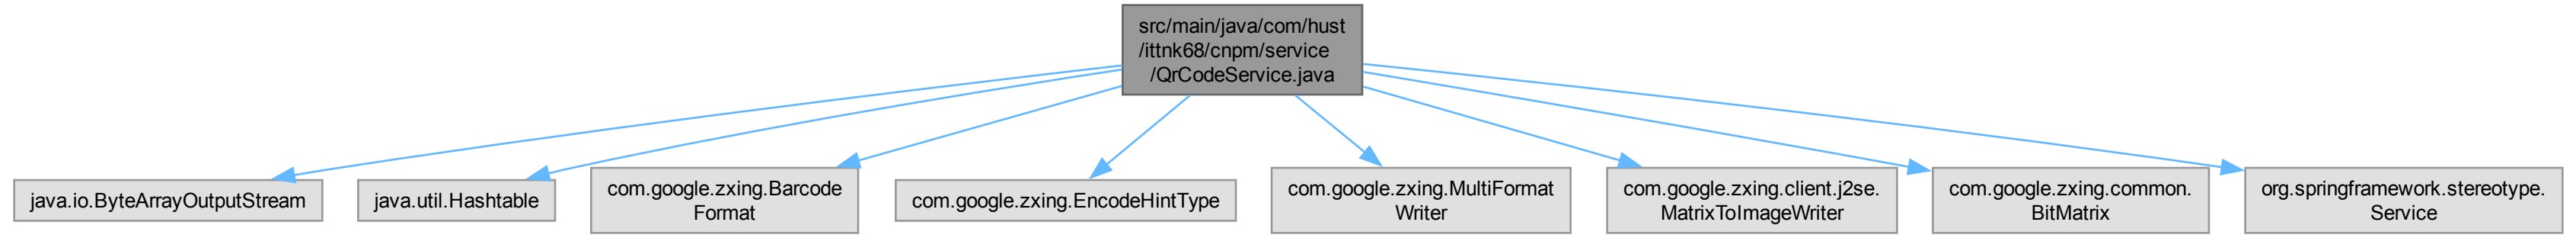 src/main/java/com/hust
/ittnk68/cnpm/service
/QrCodeService.java
java.io.ByteArrayOutputStream
java.util.Hashtable
com.google.zxing.Barcode
Format
com.google.zxing.EncodeHintType
com.google.zxing.MultiFormat
Writer
com.google.zxing.client.j2se.
MatrixToImageWriter
com.google.zxing.common.
BitMatrix
org.springframework.stereotype.
Service